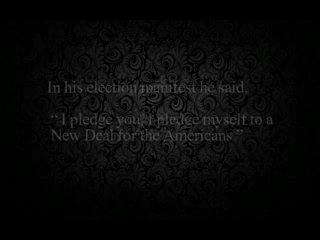 In his election manifest he said,
“ I pledge you, I pledge myself to a
New Deal for the Americans ”